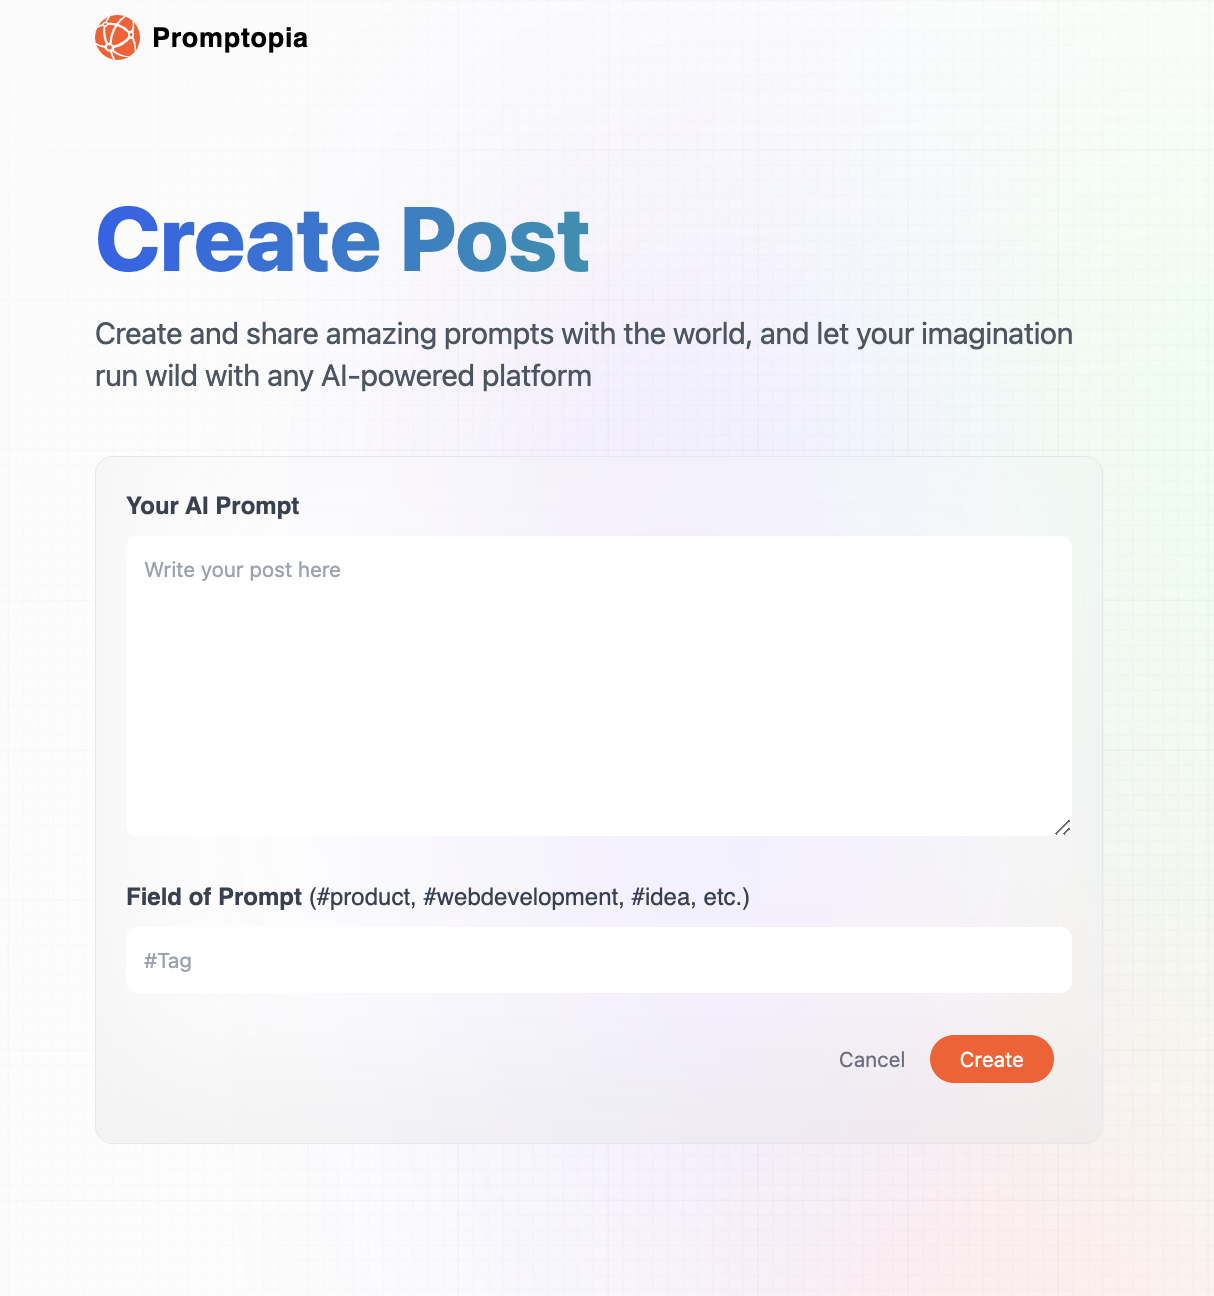 Promptopia
Create Post
Create and share amazing prompts with the world, and let your imagination
run wild with any AI-powered platform
Your AI Prompt
Write your post here
Field of Prompt (#product, #webdevelopment, #idea, etc.)
#Tag
Cancel
Create